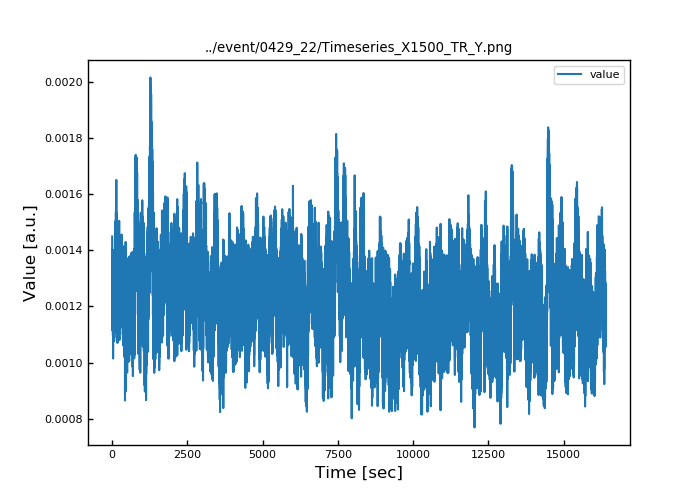 ../event/0429_22/Timeseries_X1500_TR_Y.png
value
0.0020
0.0018
0.0016
0.0014
0.0012
0.0010
0.0008
Value [a.u.]
0 2500 5000 7500 10000 12500 15000
Time [sec]